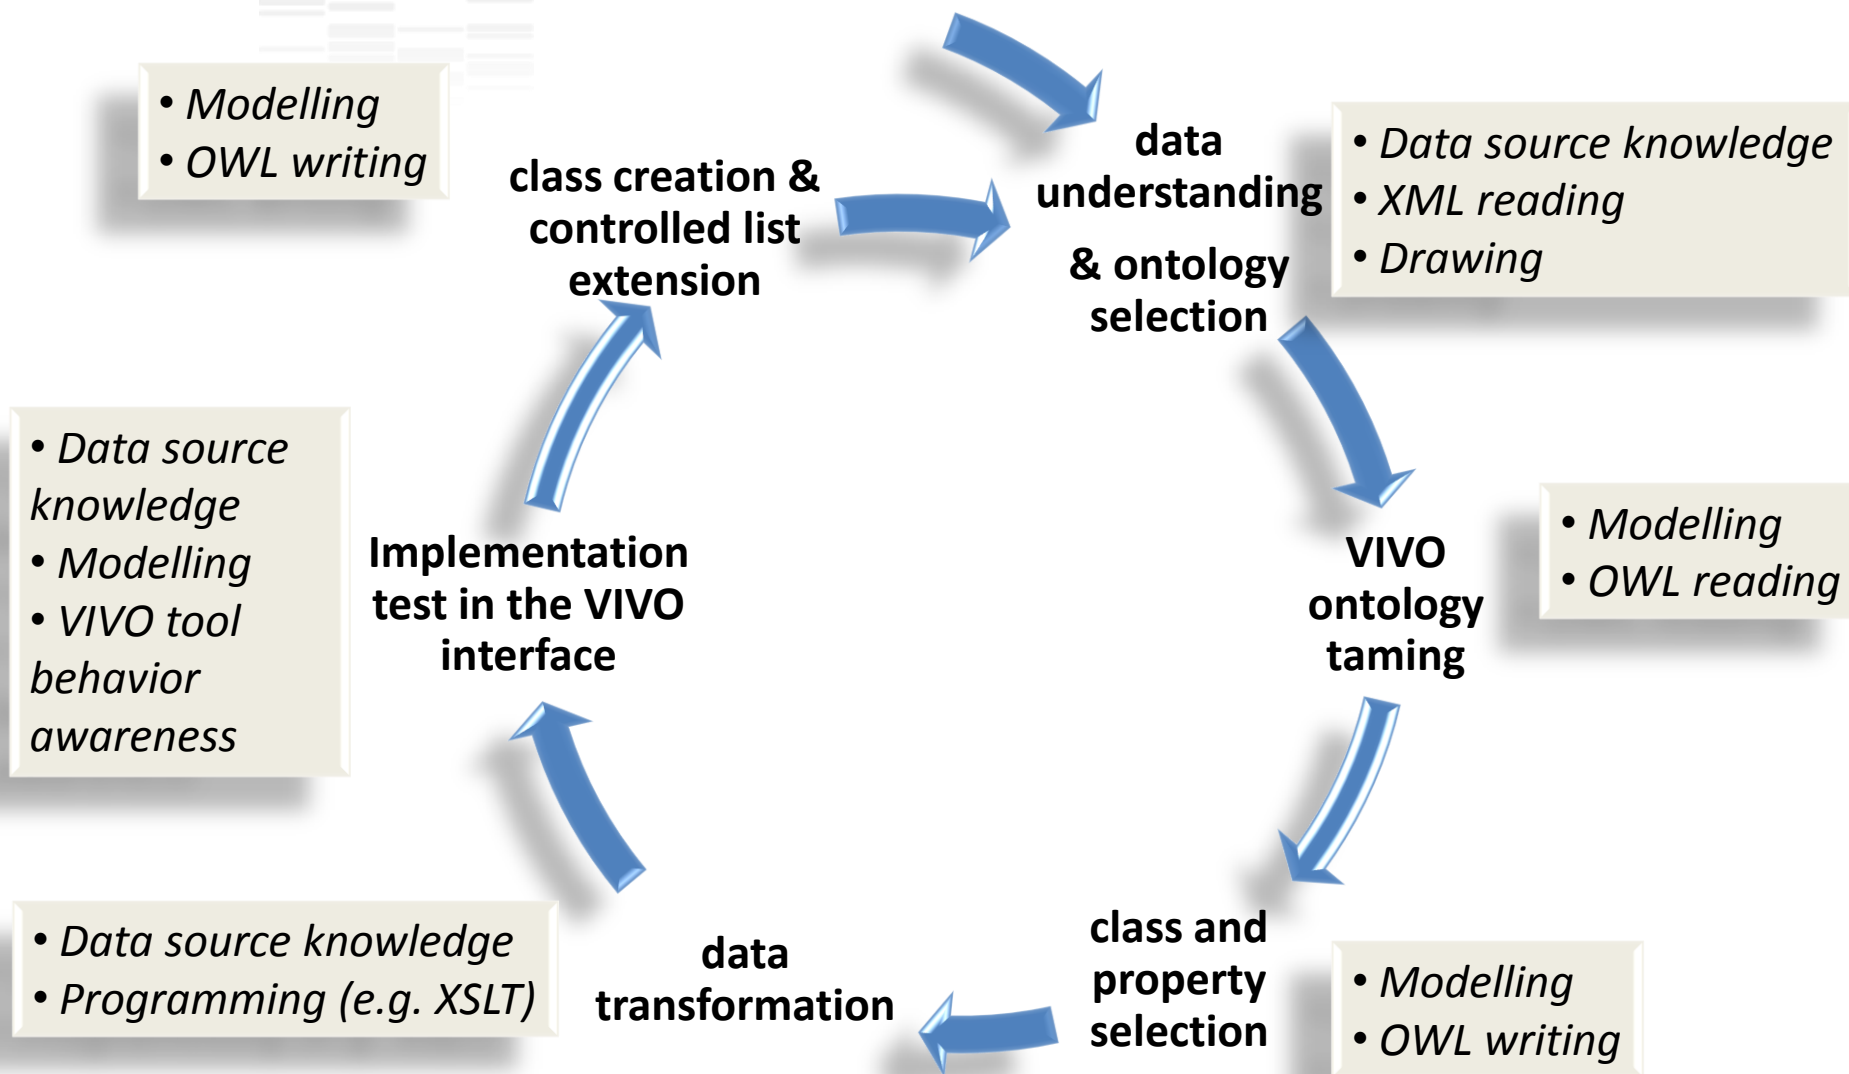 • Modelling
• OWL writing
class creation &
controlled list
extension
data
understanding
& ontology
selection
• Data source knowledge
• XML reading
• Drawing
• Data source
knowledge
• Modelling
• VIVO tool
behavior
awareness
Implementation
test in the VIVO
interface
VIVO
ontology
taming
• Modelling
• OWL reading
• Data source knowledge
• Programming (e.g. XSLT)
data
transformation
class and
property
selection
• Modelling
• OWL writing